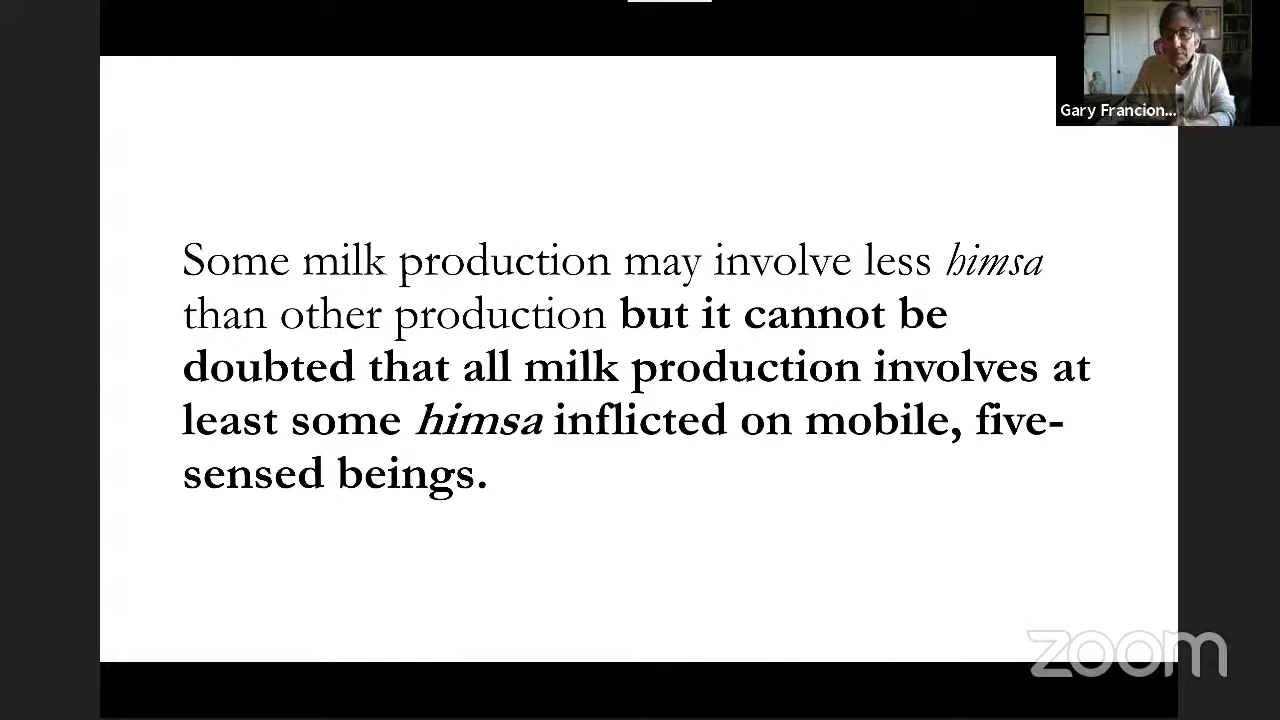 Gary Francion...
Some milk production may involve less himsa
than other production but it cannot be
doubted that all milk production involves at
least some himsa inflicted on mobile, five-
sensed beings.
zoom